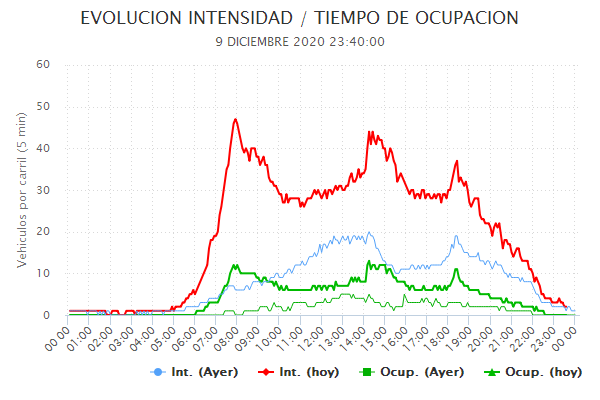 EVOLUCION INTENSIDAD / TIEMPO DE OCUPACION
9 DICIEMBRE 2020 23:40:00
Vehiculos por carril (5 min)
60
50
40
30
20
10
0
00:00 01:00 02:00 03:00 04:00 05:00 06:00 07:00 08:00 09:00 10:00 11:00 12:00 13:00 14:00 15:00 16:00 17:00 18:00 19:00 20:00 21:00 22:00 23:00 00:00
Int. (Ayer) Int. (hoy) Ocup. (Ayer) Ocup. (hoy)